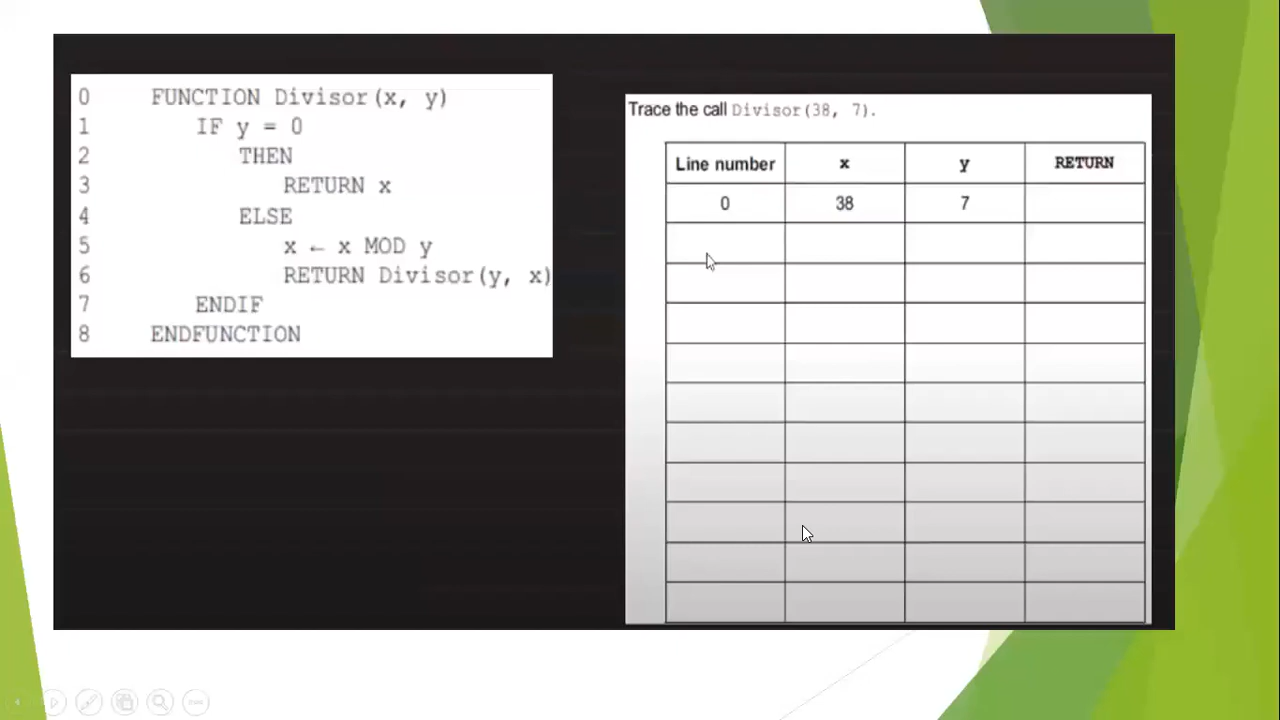 0 FUNCTION Divisor(x, y)
1 IF y = 0
2 THEN
3 RETURN x
4 ELSE
5 x ← x MOD y
6 RETURN Divisor(y, x)
7 ENDIF
8 ENDFUNCTION
Trace the call Divisor(38, 7).
Line number x y RETURN
0 38 7